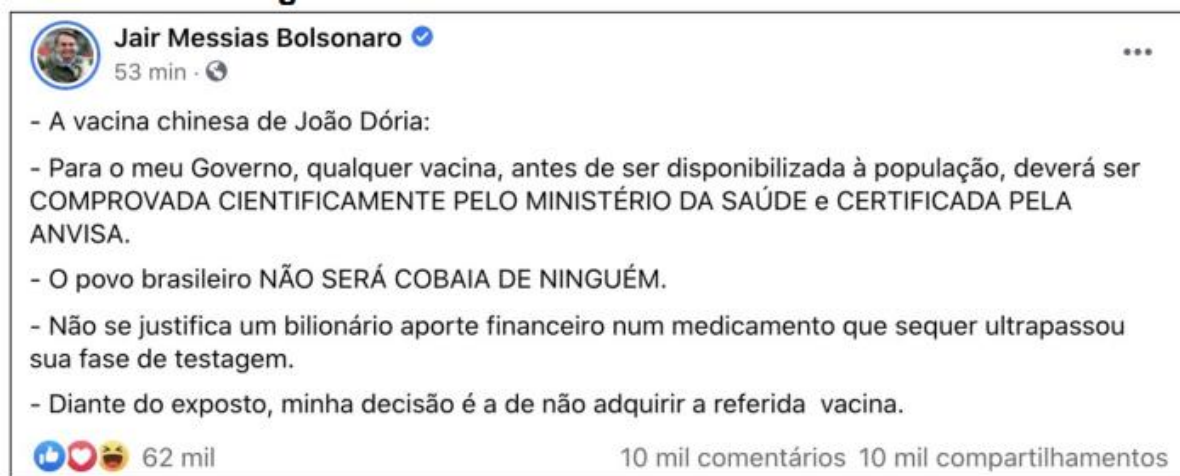 Jair Messias Bolsonaro
53 min ·
- A vacina chinesa de João Dória:
- Para o meu Governo, qualquer vacina, antes de ser disponibilizada à população, deverá ser
COMPROVADA CIENTIFICAMENTE PELO MINISTÉRIO DA SAÚDE e CERTIFICADA PELA
ANVISA.
- O povo brasileiro NÃO SERÁ COBAIA DE NINGUÉM.
- Não se justifica um bilionário aporte financeiro num medicamento que sequer ultrapassou
sua fase de testagem.
- Diante do exposto, minha decisão é a de não adquirir a referida vacina.
62 mil 10 mil comentários 10 mil compartilhamentos